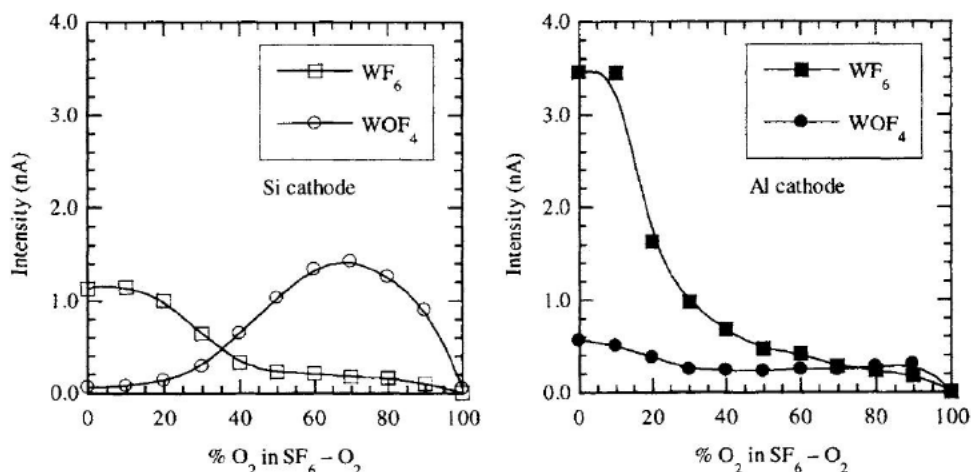 4.0
3.0
2.0
1.0
0.0
Intensity (nA)
WF6
WOF4
Si cathode
0 20 40 60 80 100
% O2 in SF6 – O2
4.0
3.0
2.0
1.0
0.0
Intensity (nA)
WF6
WOF4
Al cathode
0 20 40 60 80 100
% O2 in SF6 – O2